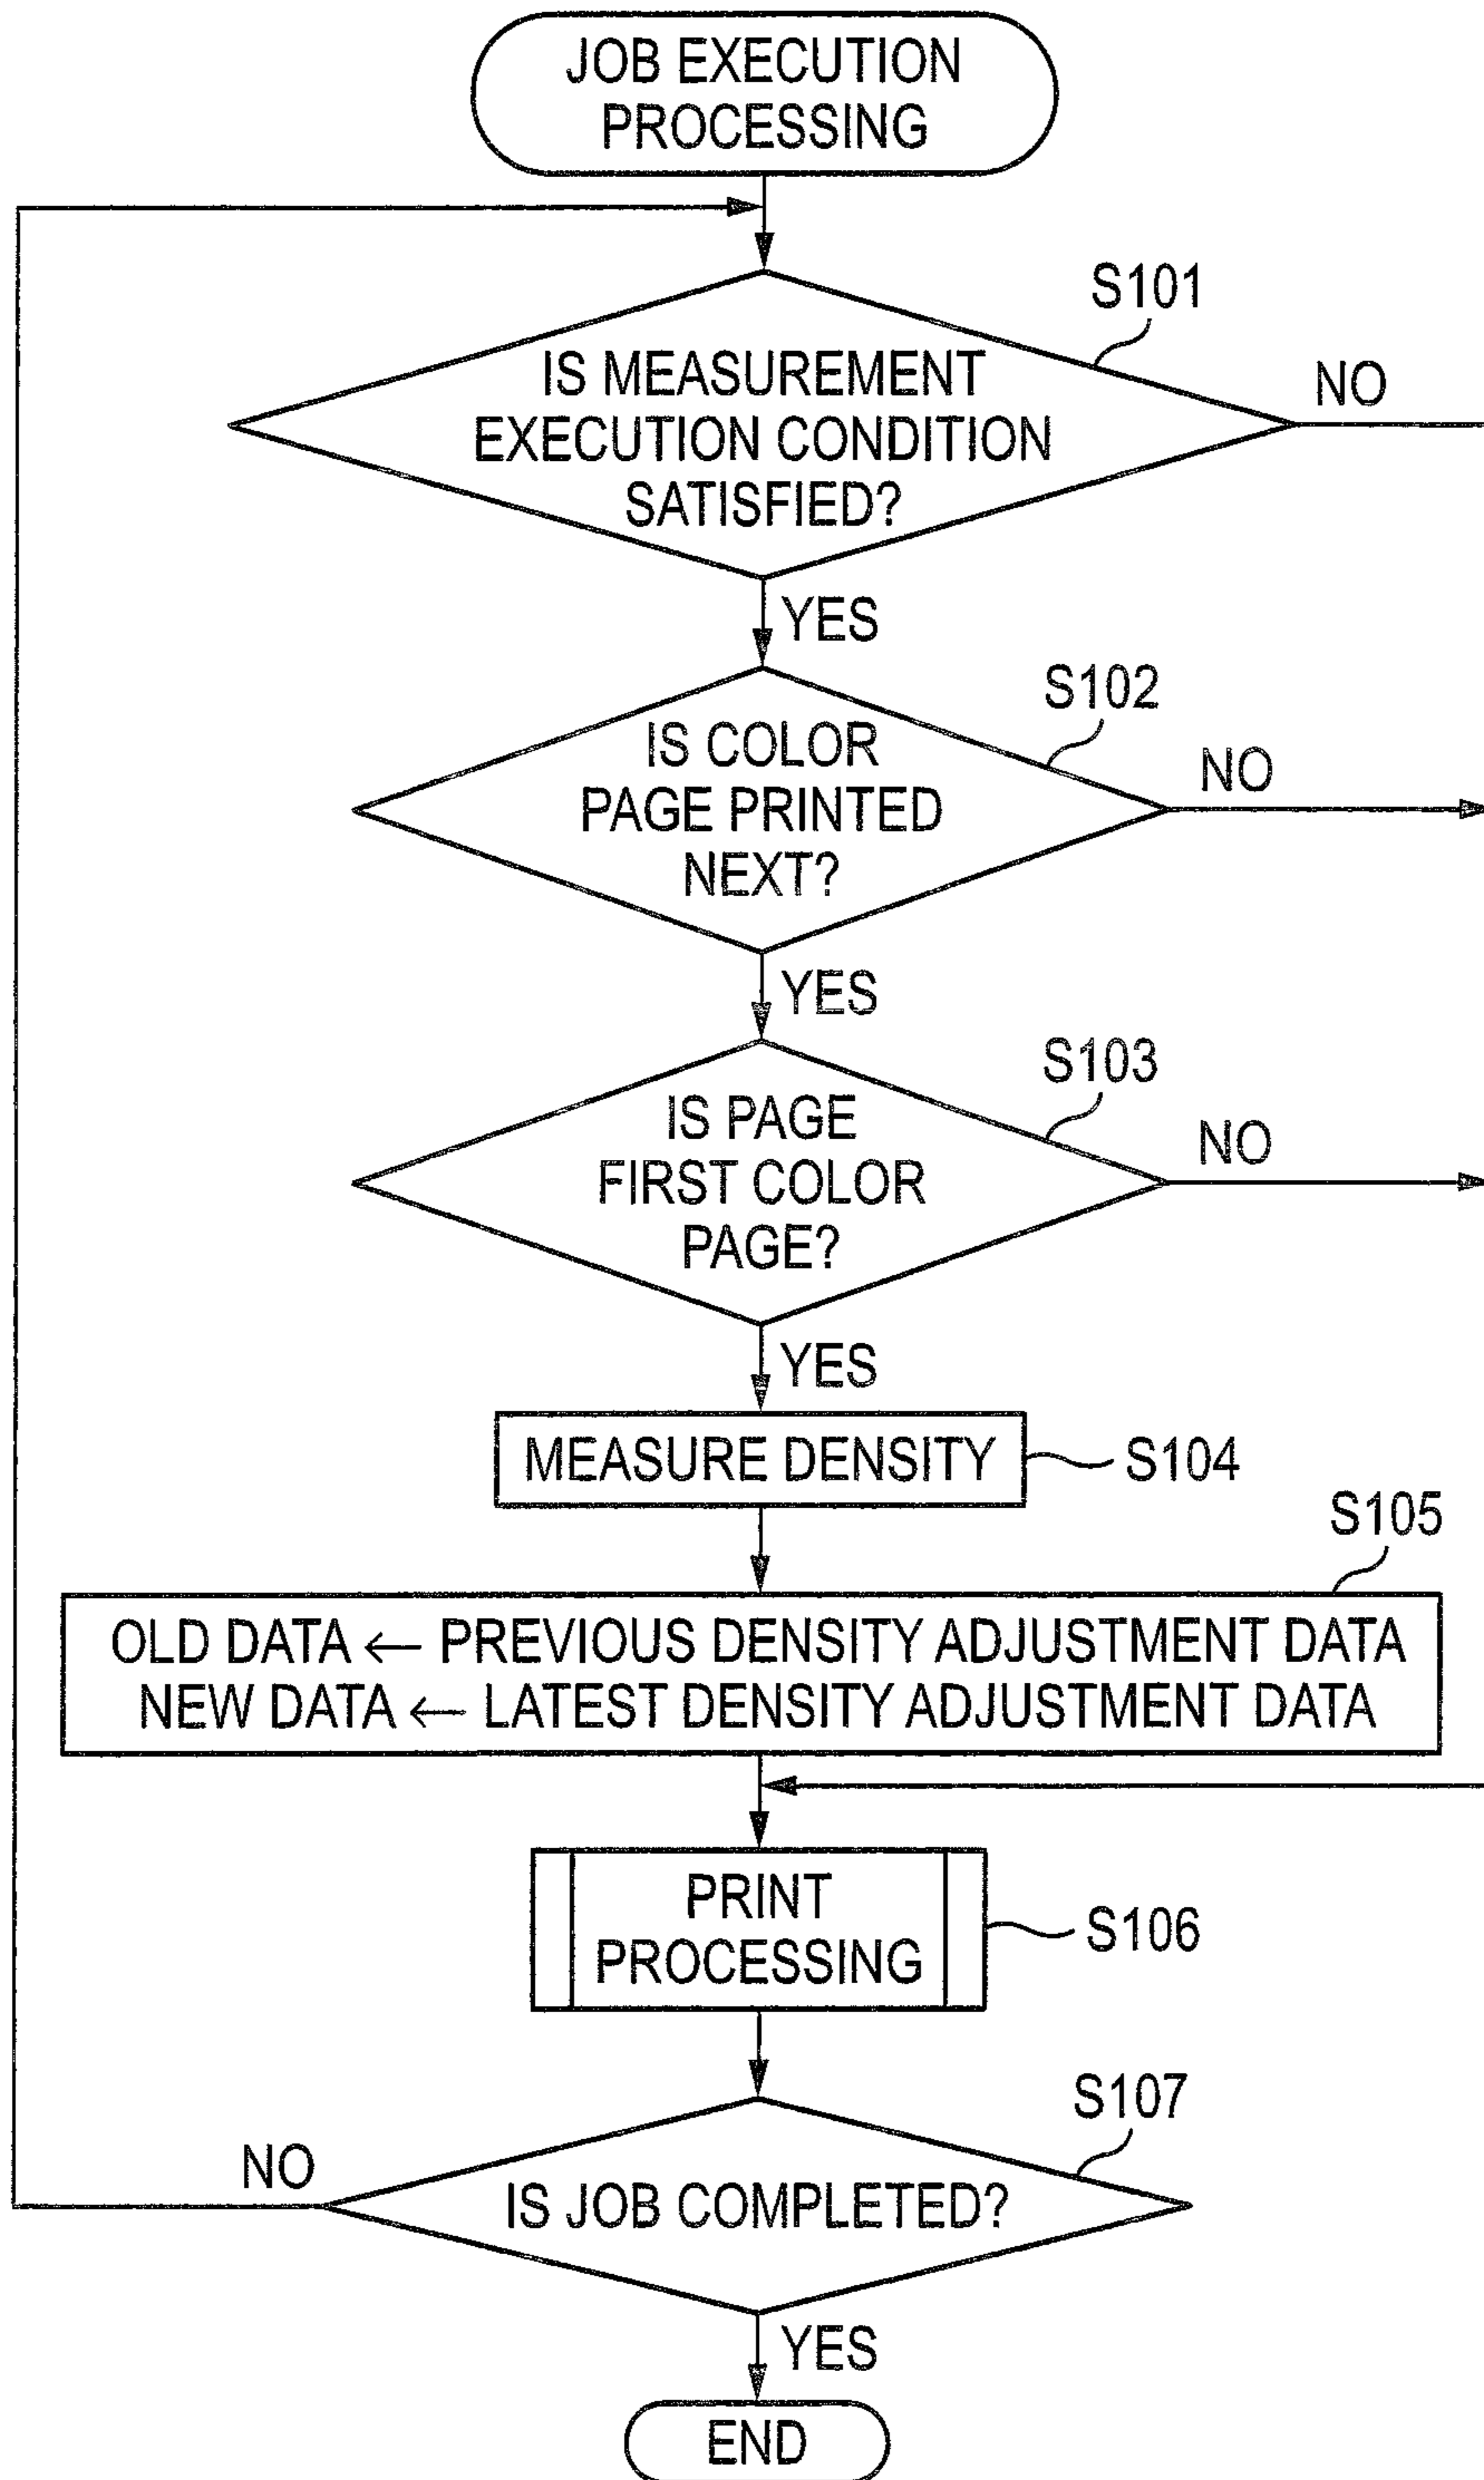 JOB EXECUTION
PROCESSING
S101
IS MEASUREMENT
EXECUTION CONDITION
SATISFIED?
NO
YES
S102
IS COLOR
PAGE PRINTED
NEXT?
NO
YES
S103
IS PAGE
FIRST COLOR
PAGE?
NO
YES
MEASURE DENSITY
S104
S105
OLD DATA ← PREVIOUS DENSITY ADJUSTMENT DATA
NEW DATA ← LATEST DENSITY ADJUSTMENT DATA
PRINT
PROCESSING
S106
S107
NO
IS JOB COMPLETED?
YES
END